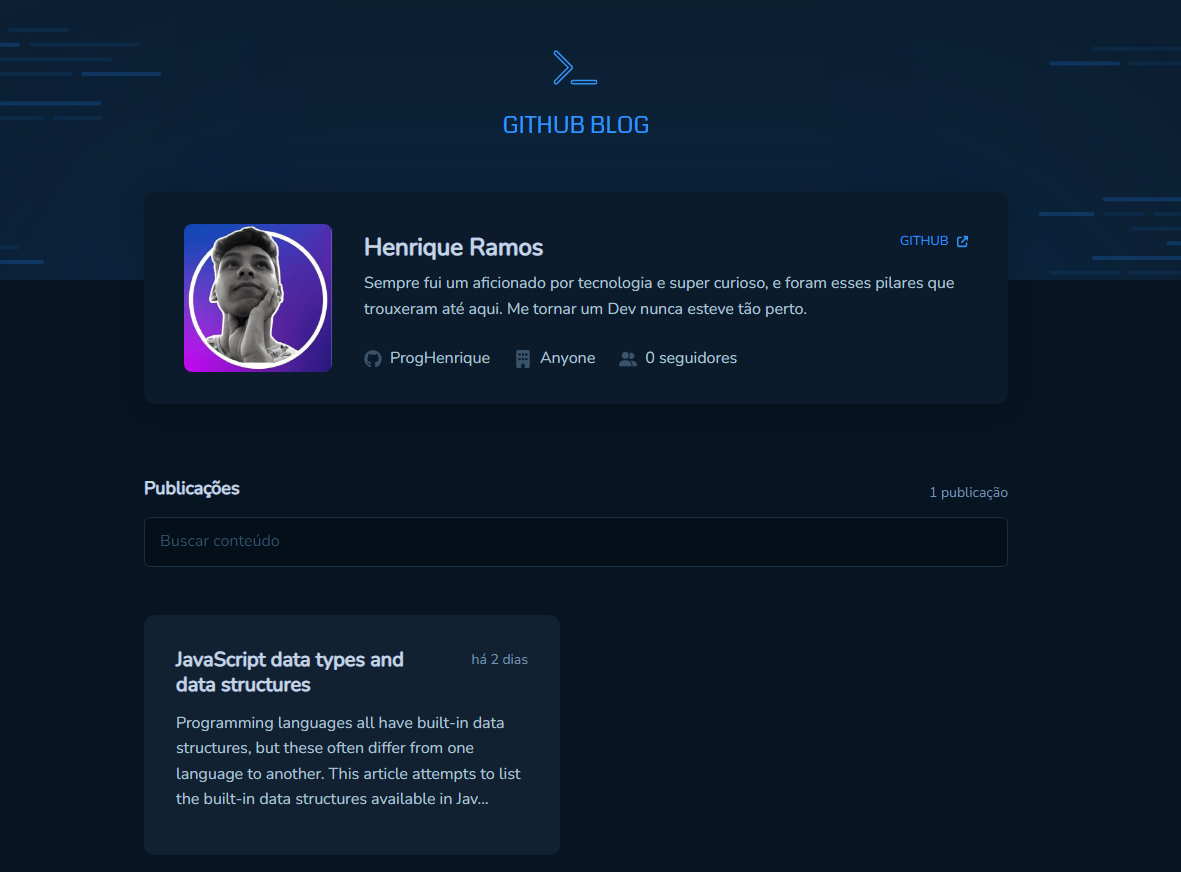 GITHUB BLOG
Henrique Ramos
GITHUB
Sempre fui um aficionado por tecnologia e super curioso, e foram esses pilares que
trouxeram até aqui. Me tornar um Dev nunca esteve tão perto.
ProgHenrique Anyone 0 seguidores
Publicações
1 publicação
Buscar conteúdo
JavaScript data types and
data structures
há 2 dias
Programming languages all have built-in data
structures, but these often differ from one
language to another. This article attempts to list
the built-in data structures available in Jav...